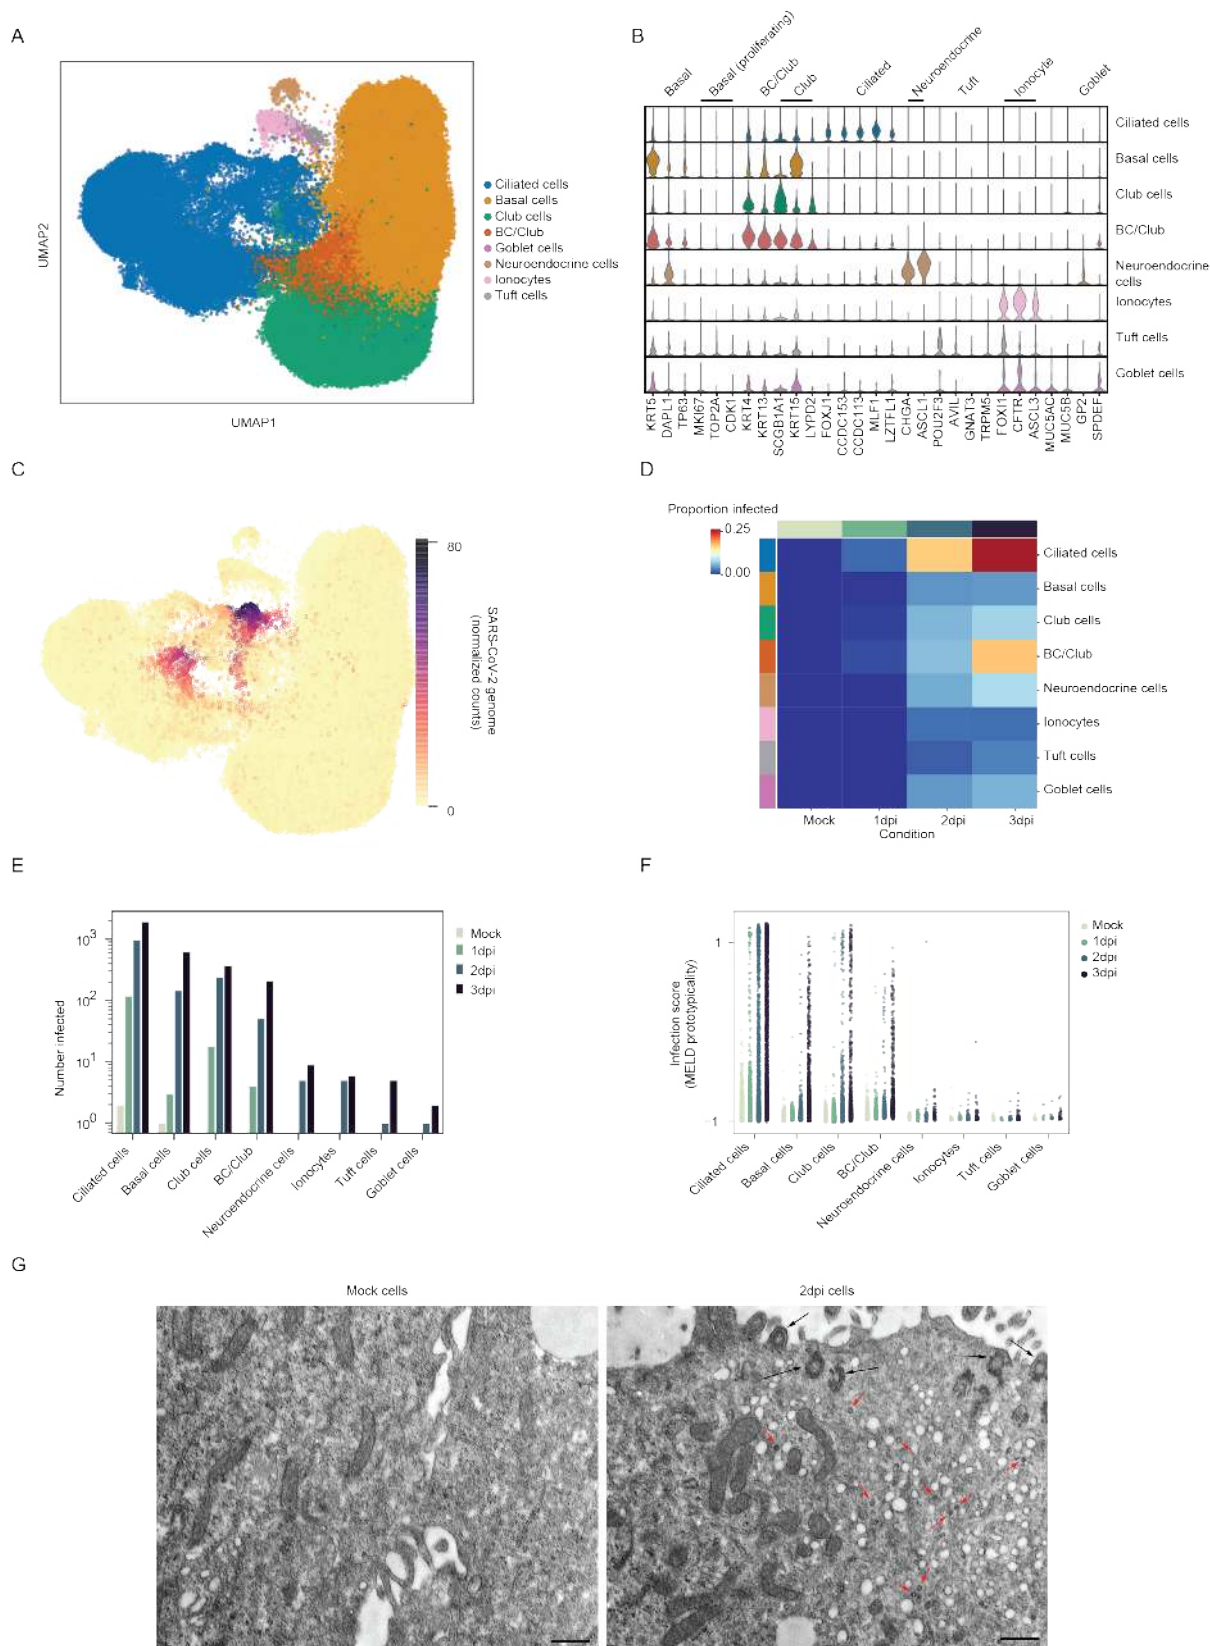 A
UMAP2
UMAP1
Ciliated cells
Basal cells
Club cells
BC/Club
Goblet cells
Neuroendocrine cells
Ionocytes
Tuft cells
B
Basal
Basal (proliferating)
BC/Club
Club
Ciliated
Neuroendocrine
Tuft
Ionocyte
Goblet
Ciliated cells
Basal cells
Club cells
BC/Club
Neuroendocrine
cells
Ionocytes
Tuft cells
Goblet cells
KRT5
DAPL1
TP63
MKI67
TOP2A
CDK1
KRT4
KRT13
SCGB1A1
KRT15
LYPD2
FOXJ1
CCDC153
CCDC113
MLF1
LZTFL1
CHGA
ASCL1
POU2F3
AVIL
GNAT3
TRPM5
FOXI1
CFTR
ASCL3
MUC5AC
MUC5B
GP2
SPDEF
C
80
0
SARS-CoV-2 genome
(normalized counts)
D
Proportion infected
0.25
0.00
Ciliated cells
Basal cells
Club cells
BC/Club
Neuroendocrine cells
Ionocytes
Tuft cells
Goblet cells
Mock
1dpi
2dpi
3dpi
Condition
E
Number infected
10^3
10^2
10^1
10^0
Mock
1dpi
2dpi
3dpi
Ciliated cells
Basal cells
Club cells
BC/Club
Neuroendocrine cells
Ionocytes
Tuft cells
Goblet cells
F
Infection score
(MELD prototypicality)
1
-1
Mock
1dpi
2dpi
3dpi
Ciliated cells
Basal cells
Club cells
BC/Club
Neuroendocrine cells
Ionocytes
Tuft cells
Goblet cells
G
Mock cells
2dpi cells